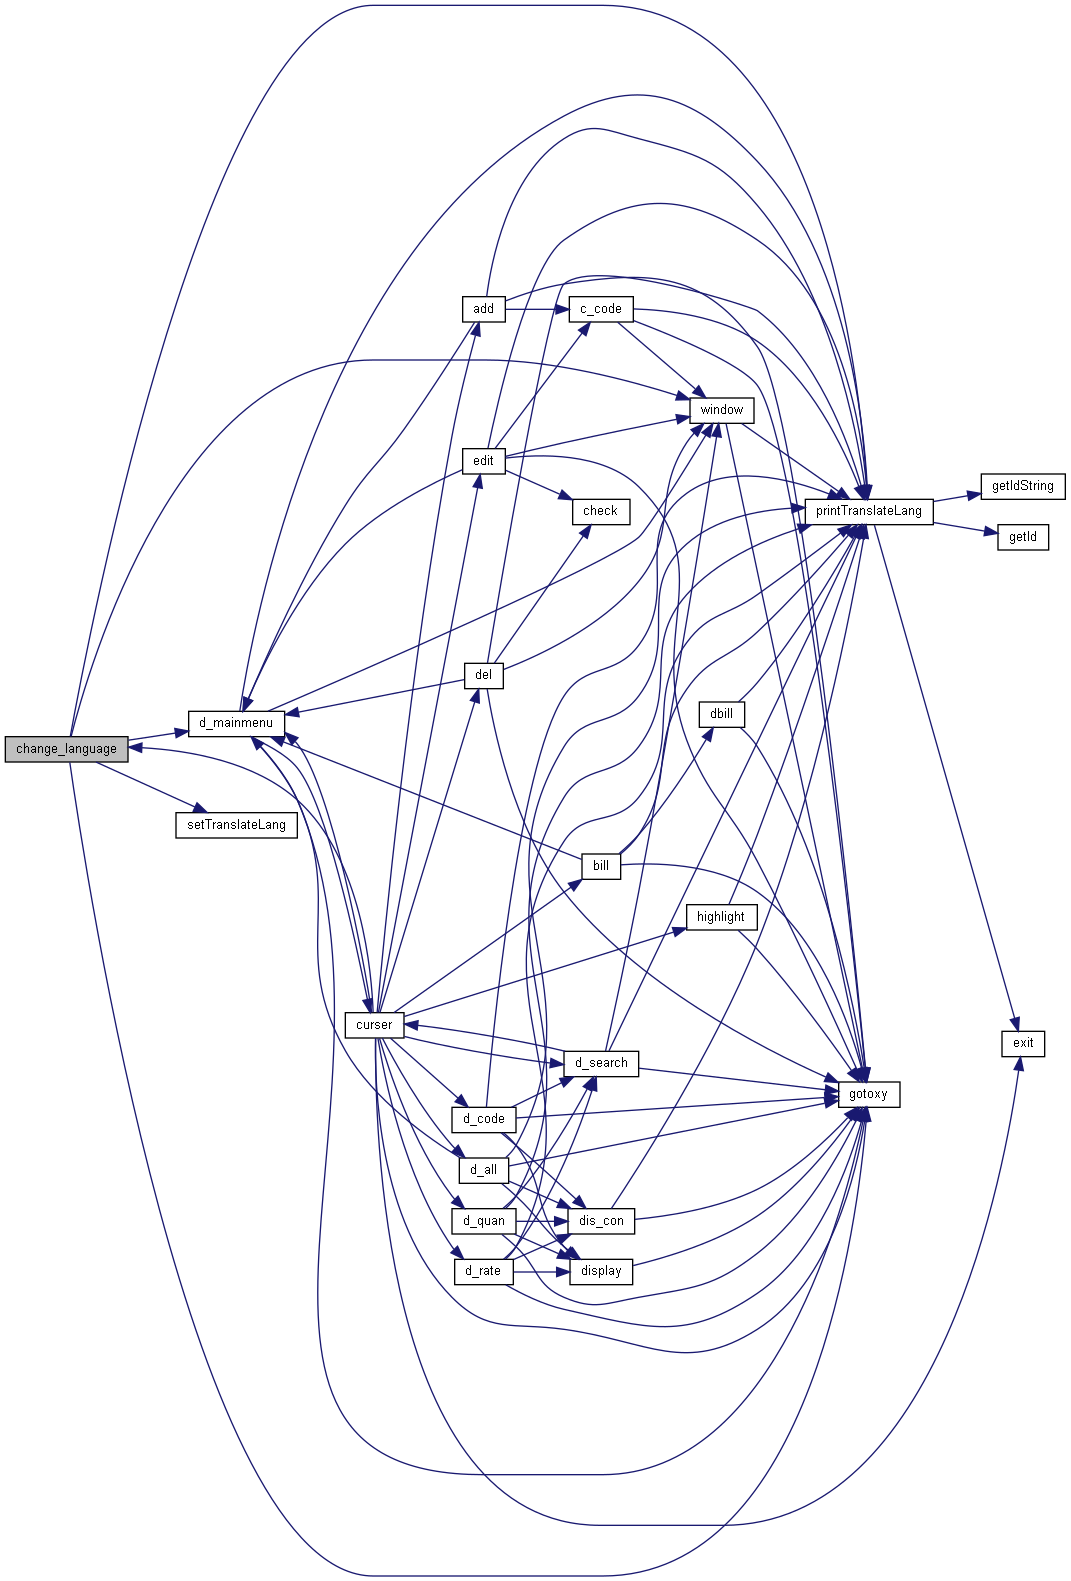 add
c_code
window
edit
getIdString
check
printTranslateLang
getId
del
dbill
d_mainmenu
change_language
setTranslateLang
bill
highlight
curser
exit
d_search
gotoxy
d_code
d_all
d_quan
dis_con
d_rate
display